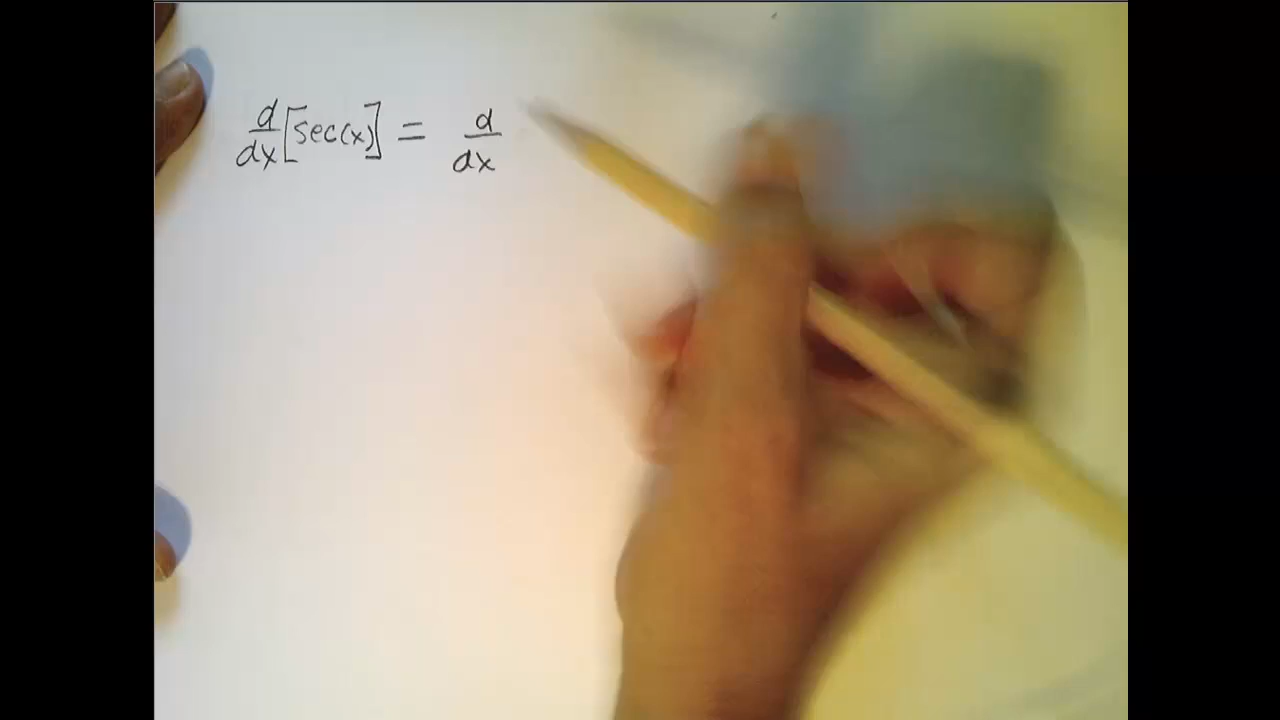 d/dx [sec(x)] = d/dx